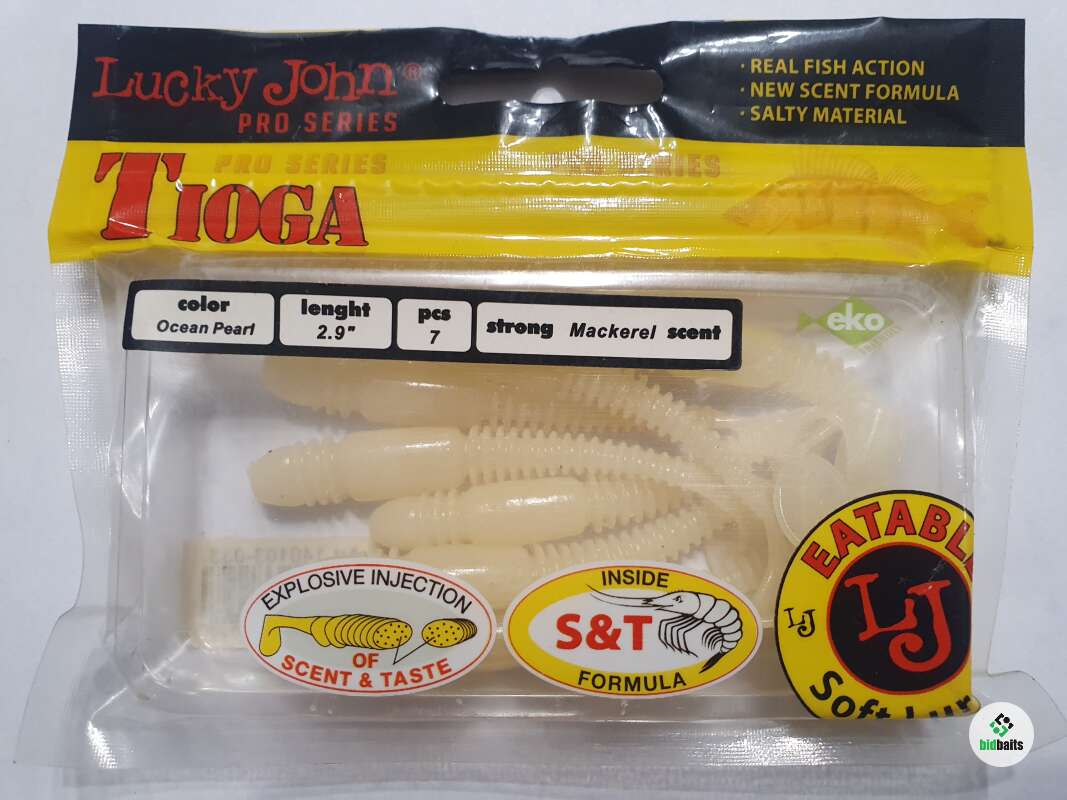 Lucky John®
PRO SERIES
· REAL FISH ACTION
· NEW SCENT FORMULA
· SALTY MATERIAL
PRO SERIES
SERIES
TIOGA
color
Ocean Pearl
lenght
2.9"
pcs
7
strong Mackerel scent
eko
EXPLOSIVE INJECTION
OF
SCENT & TASTE
INSIDE
S&T
FORMULA
EATABL
LJ
LJ
Soft Lur
bidbaits